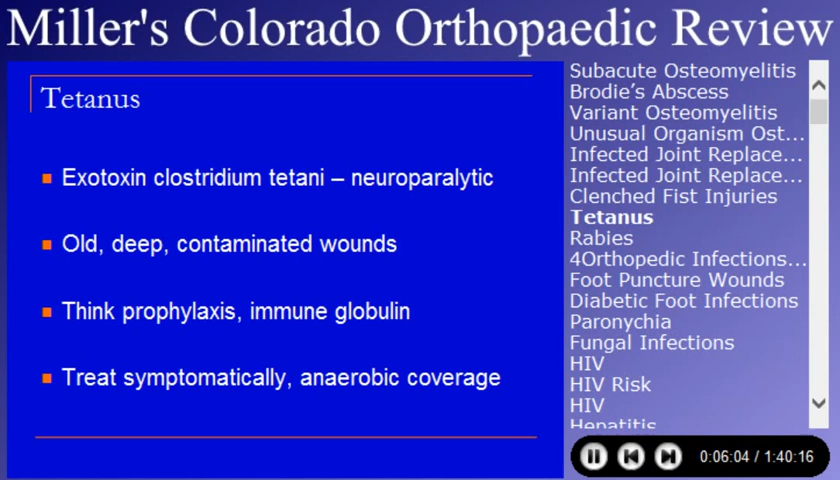 Miller's Colorado Orthopaedic Review
Tetanus
Exotoxin clostridium tetani – neuroparalytic
Old, deep, contaminated wounds
Think prophylaxis, immune globulin
Treat symptomatically, anaerobic coverage
Subacute Osteomyelitis
Brodie's Abscess
Variant Osteomyelitis
Unusual Organism Ost...
Infected Joint Replace...
Infected Joint Replace...
Clenched Fist Injuries
Tetanus
Rabies
4Orthopedic Infections...
Foot Puncture Wounds
Diabetic Foot Infections
Paronychia
Fungal Infections
HIV
HIV Risk
HIV
Hepatitis
0:06:04 / 1:40:16